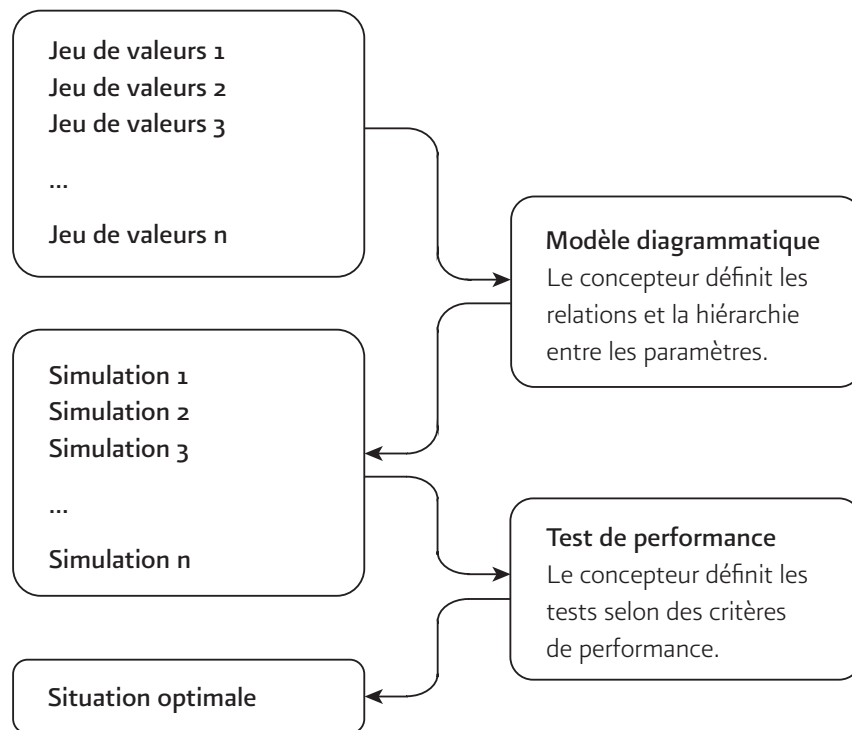 Jeu de valeurs 1
Jeu de valeurs 2
Jeu de valeurs 3
...
Jeu de valeurs n
Modèle diagrammatique
Le concepteur définit les
relations et la hiérarchie
entre les paramètres.
Simulation 1
Simulation 2
Simulation 3
...
Simulation n
Test de performance
Le concepteur définit les
tests selon des critères
de performance.
Situation optimale